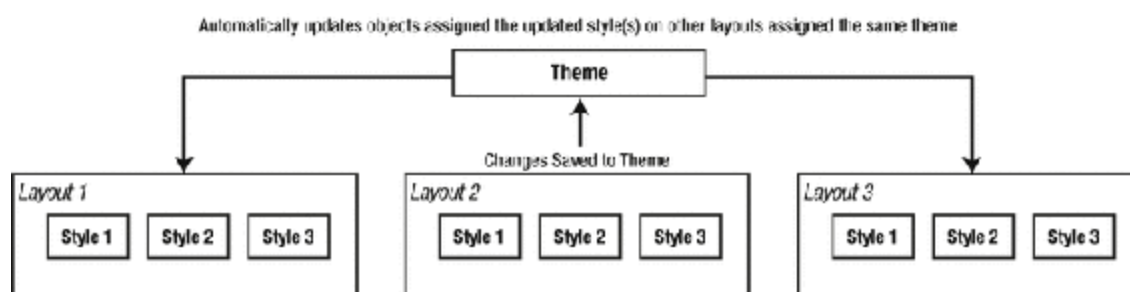 Automatically updates objects assigned the updated style(s) on other layouts assigned the same theme
Theme
Changes Saved to Theme
Layout 1
Style 1 Style 2 Style 3
Layout 2
Style 1 Style 2 Style 3
Layout 3
Style 1 Style 2 Style 3